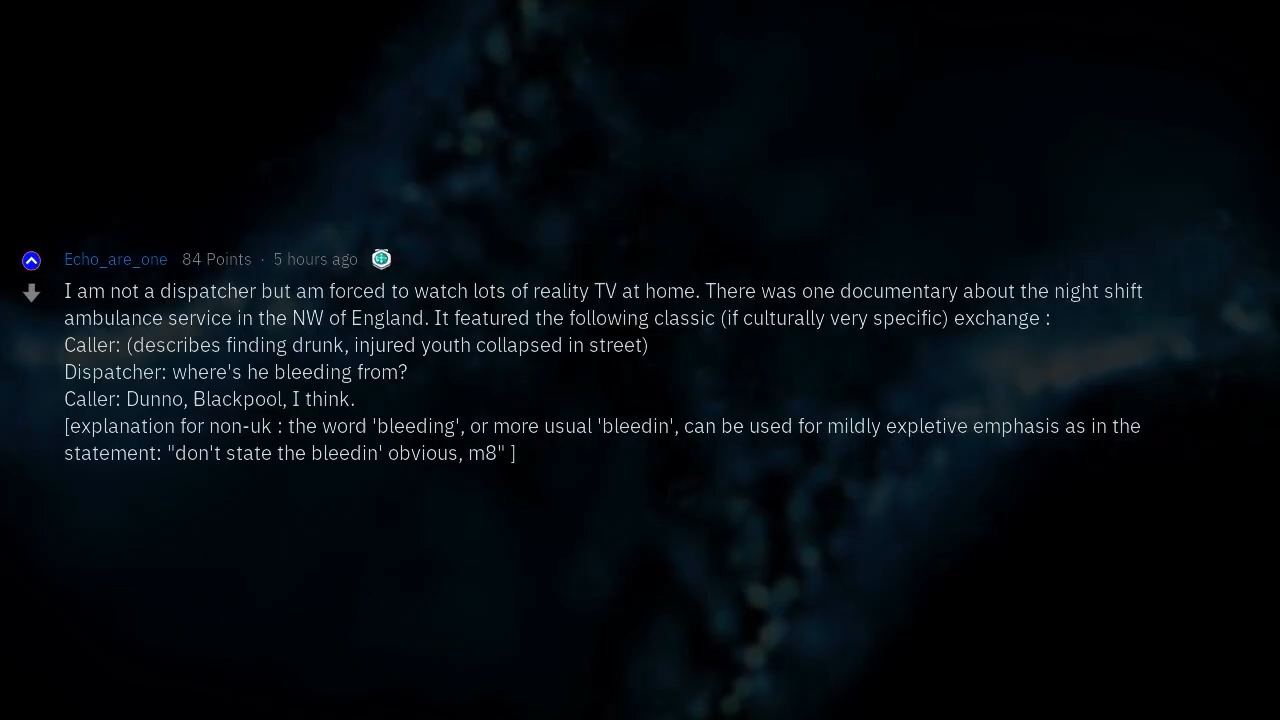 Echo_are_one 84 Points · 5 hours ago
I am not a dispatcher but am forced to watch lots of reality TV at home. There was one documentary about the night shift
ambulance service in the NW of England. It featured the following classic (if culturally very specific) exchange :
Caller: (describes finding drunk, injured youth collapsed in street)
Dispatcher: where's he bleeding from?
Caller: Dunno, Blackpool, I think.
[explanation for non-uk : the word 'bleeding', or more usual 'bleedin', can be used for mildly expletive emphasis as in the
statement: "don't state the bleedin' obvious, m8" ]